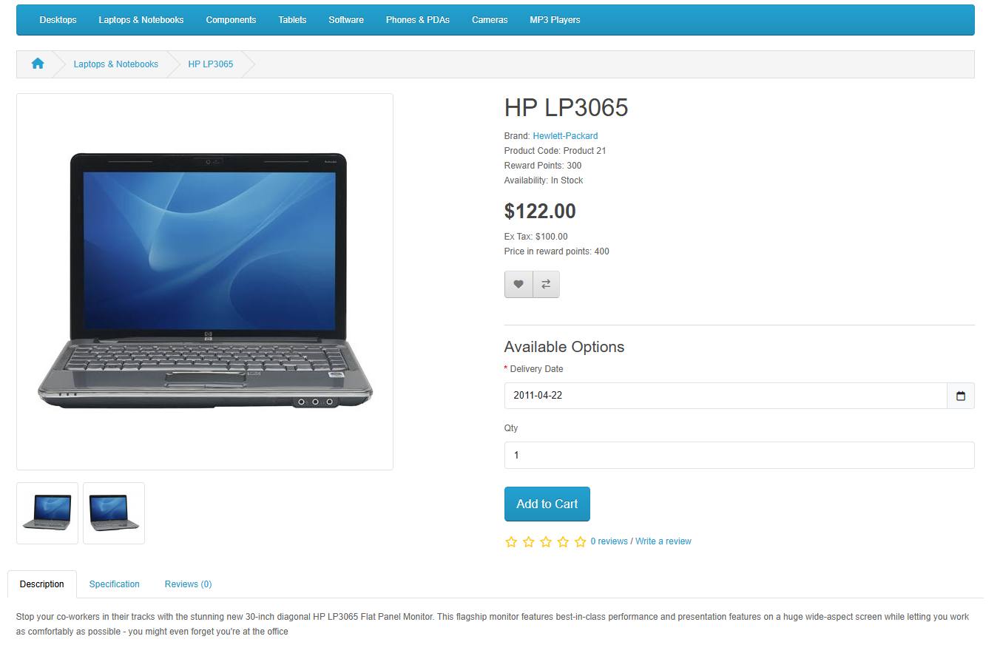 Desktops Laptops & Notebooks Components Tablets Software Phones & PDAs Cameras MP3 Players
Laptops & Notebooks HP LP3065
HP LP3065
Brand: Hewlett-Packard
Product Code: Product 21
Reward Points: 300
Availability: In Stock
$122.00
Ex Tax: $100.00
Price in reward points: 400
Available Options
* Delivery Date
2011-04-22
Qty
1
Add to Cart
0 reviews / Write a review
Description Specification Reviews (0)
Stop your co-workers in their tracks with the stunning new 30-inch diagonal HP LP3065 Flat Panel Monitor. This flagship monitor features best-in-class performance and presentation features on a huge wide-aspect screen while letting you work
as comfortably as possible - you might even forget you're at the office